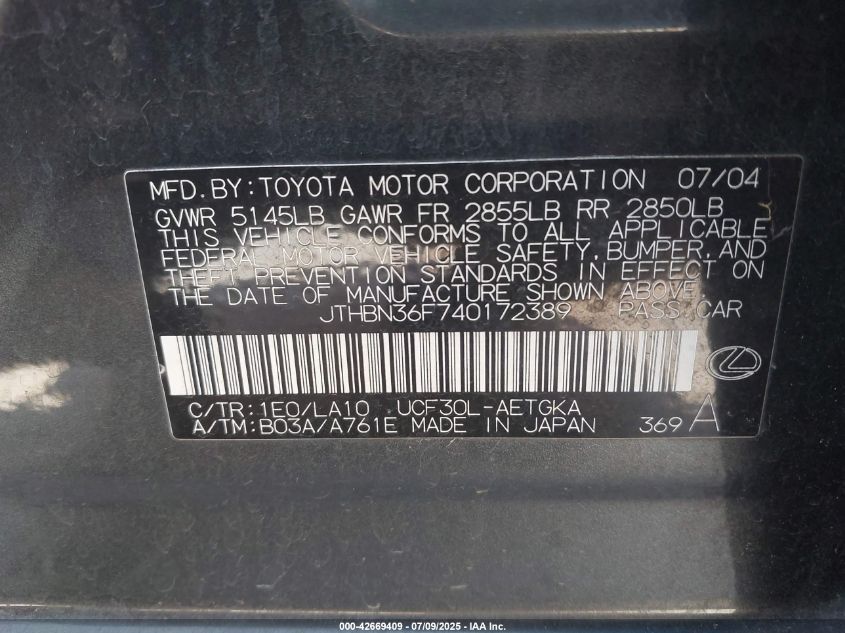 MFD. BY: TOYOTA MOTOR CORPORATION 07/04
GVWR 5145LB GAWR FR 2855LB RR 2850LB
THIS VEHICLE CONFORMS TO ALL APPLICABLE
FEDERAL MOTOR VEHICLE SAFETY, BUMPER, AND
THEFT PREVENTION STANDARDS IN EFFECT ON
THE DATE OF MANUFACTURE SHOWN ABOVE.
JTHBN36F740172389 PASS. CAR
C/TR: 1E0/LA10 UCF30L-AETGKA
A/TM: B03A/A761E MADE IN JAPAN 369 A
000-42669409 - 07/09/2025 - IAA Inc.